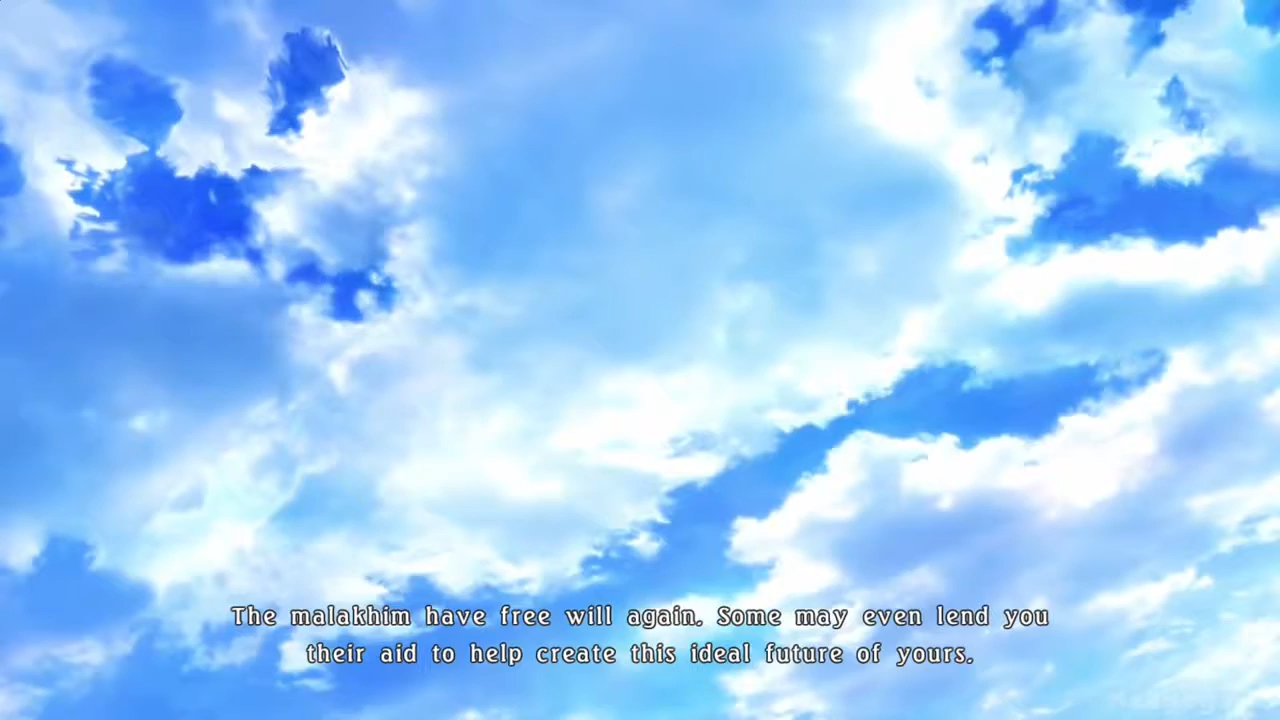 The malakhim have free will again. Some may even lend you
their aid to help create this ideal future of yours.